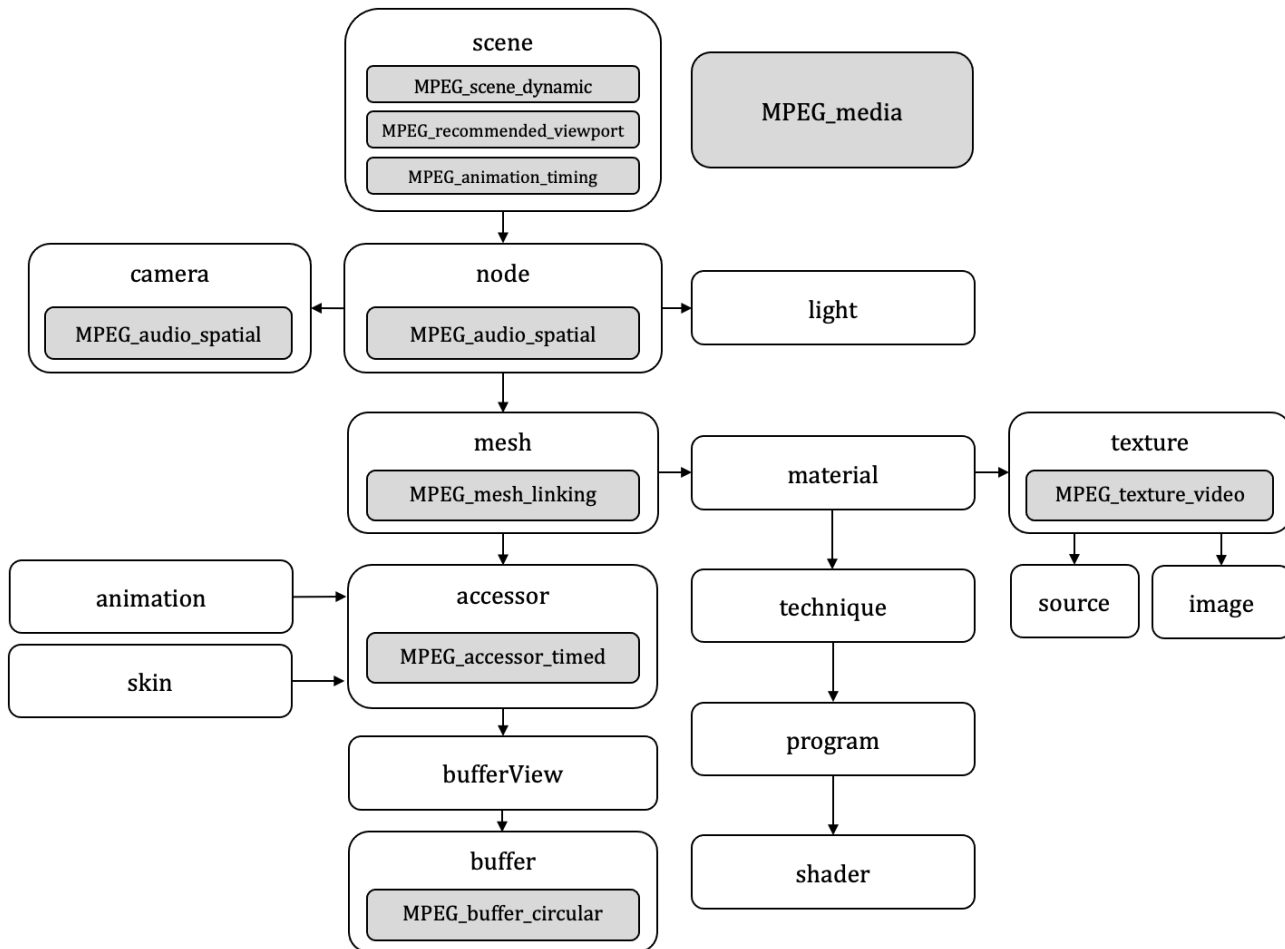 scene
MPEG_scene_dynamic
MPEG_recommended_viewport
MPEG_animation_timing
MPEG_media
camera
MPEG_audio_spatial
node
MPEG_audio_spatial
light
mesh
MPEG_mesh_linking
material
texture
MPEG_texture_video
animation
skin
accessor
MPEG_accessor_timed
technique
source
image
bufferView
program
buffer
MPEG_buffer_circular
shader